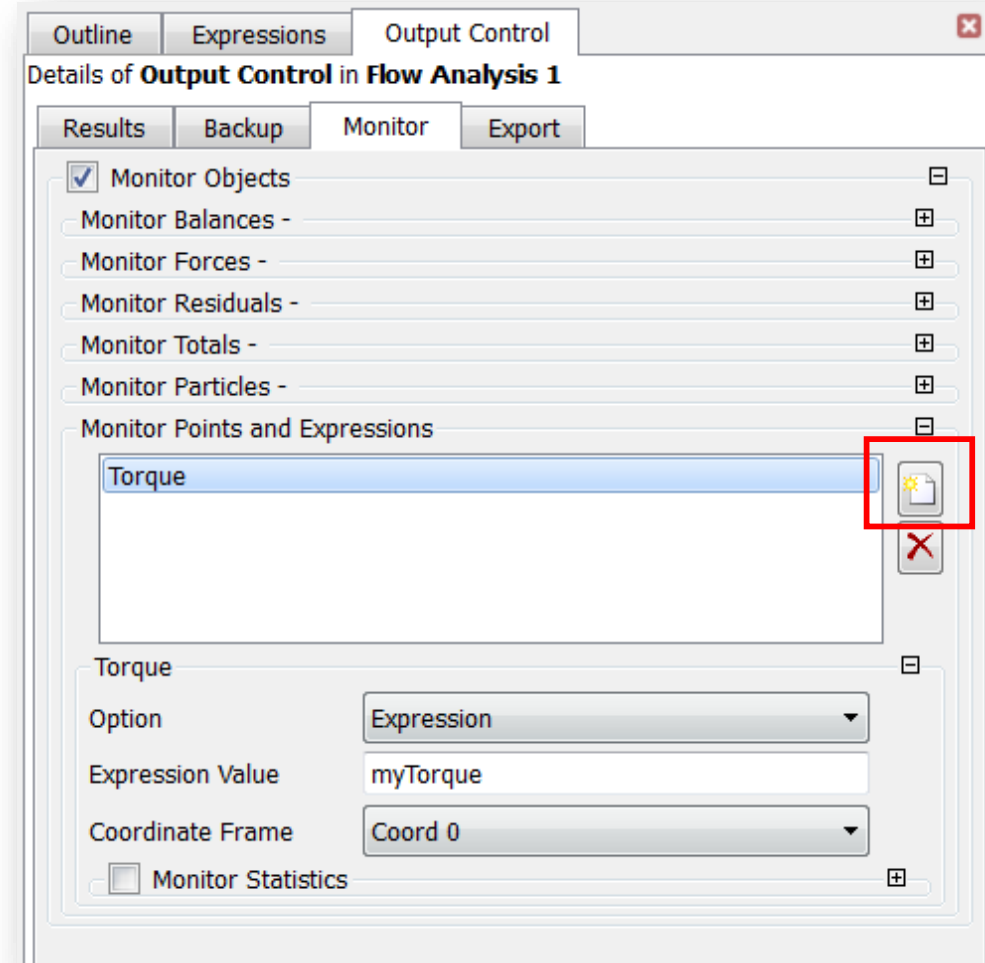 Outline Expressions Output Control
Details of Output Control in Flow Analysis 1
Results Backup Monitor Export
Monitor Objects
Monitor Balances -
Monitor Forces -
Monitor Residuals -
Monitor Totals -
Monitor Particles -
Monitor Points and Expressions
Torque
Torque
Option Expression
Expression Value myTorque
Coordinate Frame Coord 0
Monitor Statistics